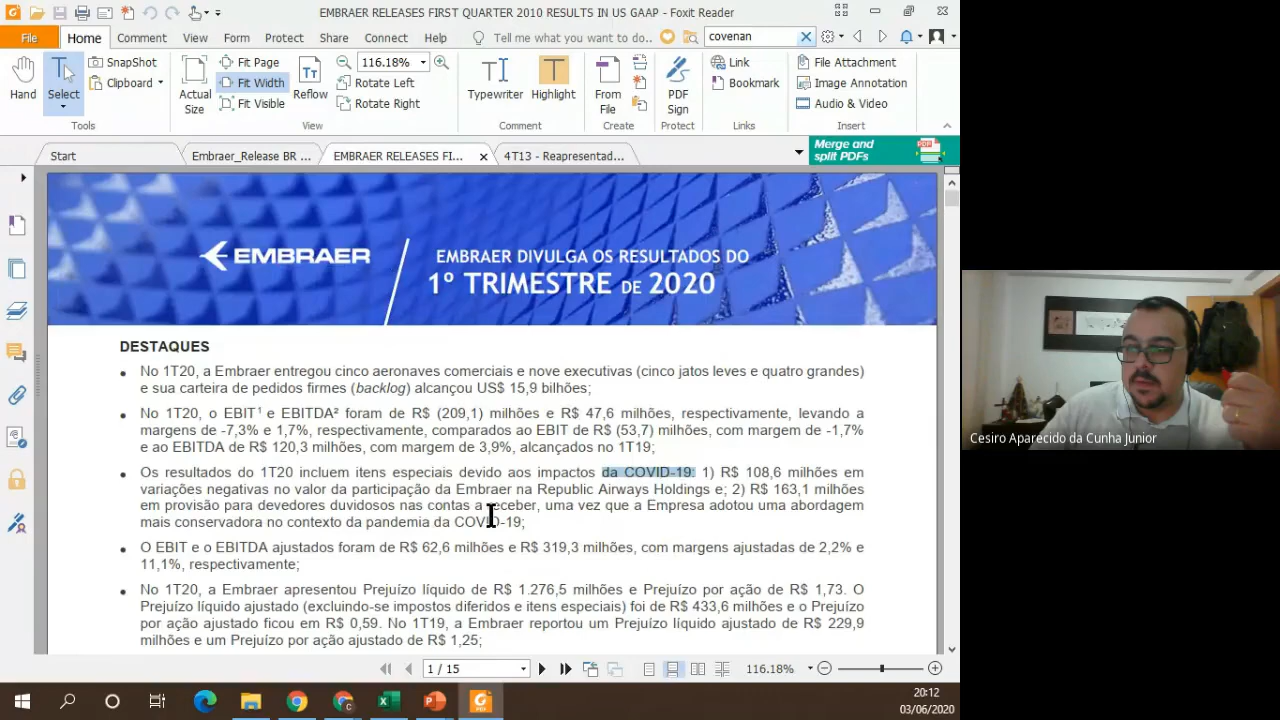 EMBRAER RELEASES FIRST QUARTER 2010 RESULTS IN US GAAP - Foxit Reader
File
Home
Comment
View
Form
Protect
Share
Connect
Help
Tell me what you want to do..
covenan
Hand
Select
SnapShot
Clipboard
Tools
Actual
Size
Fit Page
Fit Width
Fit Visible
Reflow
116.18%
Rotate Left
Rotate Right
View
Typewriter
Highlight
Comment
From
File
Create
PDF
Sign
Protect
Link
Bookmark
Links
File Attachment
Image Annotation
Audio & Video
Insert
Start
Embraer_Release BR ...
EMBRAER RELEASES FI...
4T13 - Reapresentad...
Merge and
split PDFs
EMBRAER
EMBRAER DIVULGA OS RESULTADOS DO
1º TRIMESTRE DE 2020
DESTAQUES
• No 1T20, a Embraer entregou cinco aeronaves comerciais e nove executivas (cinco jatos leves e quatro grandes)
e sua carteira de pedidos firmes (backlog) alcançou US$ 15,9 bilhões;
• No 1T20, o EBIT¹ e EBITDA² foram de R$ (209,1) milhões e R$ 47,6 milhões, respectivamente, levando a
margens de -7,3% e 1,7%, respectivamente, comparados ao EBIT de R$ (53,7) milhões, com margem de -1,7%
e ao EBITDA de R$ 120,3 milhões, com margem de 3,9%, alcançados no 1T19;
• Os resultados do 1T20 incluem itens especiais devido aos impactos da COVID-19: 1) R$ 108,6 milhões em
variações negativas no valor da participação da Embraer na Republic Airways Holdings e; 2) R$ 163,1 milhões
em provisão para devedores duvidosos nas contas a receber, uma vez que a Empresa adotou uma abordagem
mais conservadora no contexto da pandemia da COVID-19;
• O EBIT e o EBITDA ajustados foram de R$ 62,6 milhões e R$ 319,3 milhões, com margens ajustadas de 2,2% e
11,1%, respectivamente;
• No 1T20, a Embraer apresentou Prejuízo líquido de R$ 1.276,5 milhões e Prejuízo por ação de R$ 1,73. O
Prejuízo líquido ajustado (excluindo-se impostos diferidos e itens especiais) foi de R$ 433,6 milhões e o Prejuízo
por ação ajustado ficou em R$ 0,59. No 1T19, a Embraer reportou um Prejuízo líquido ajustado de R$ 229,9
milhões e um Prejuízo por ação ajustado de R$ 1,25;
Cesiro Aparecido da Cunha Junior
1 / 15
116.18%
20:12
03/06/2020